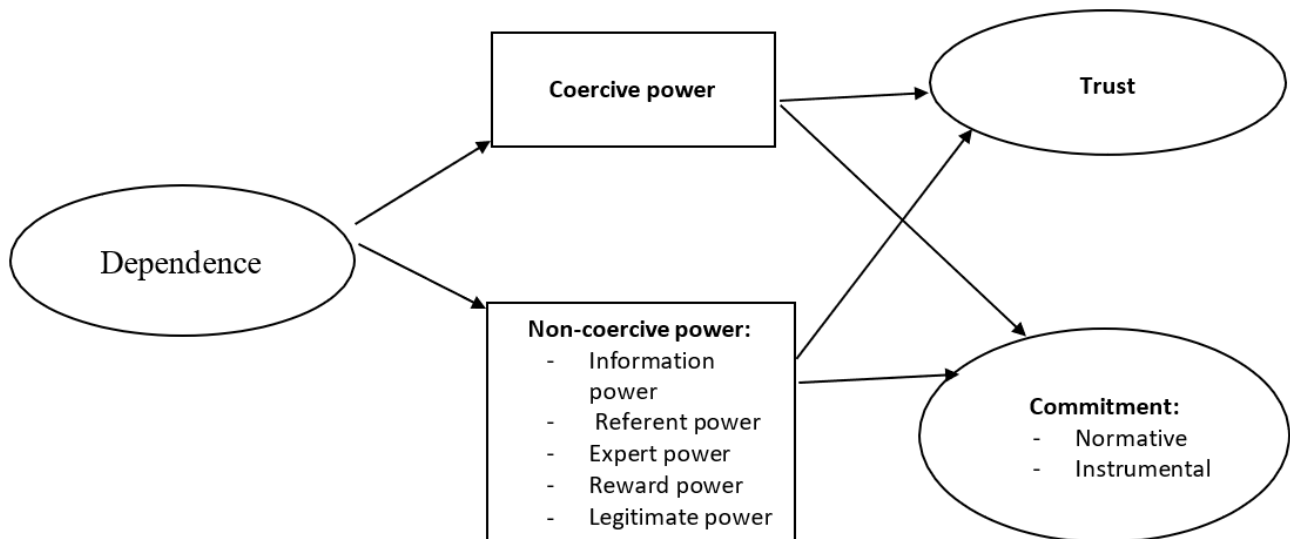 Coercive power
Trust
Dependence
Non-coercive power:
- Information
power
- Referent power
- Expert power
- Reward power
- Legitimate power
Commitment:
- Normative
- Instrumental